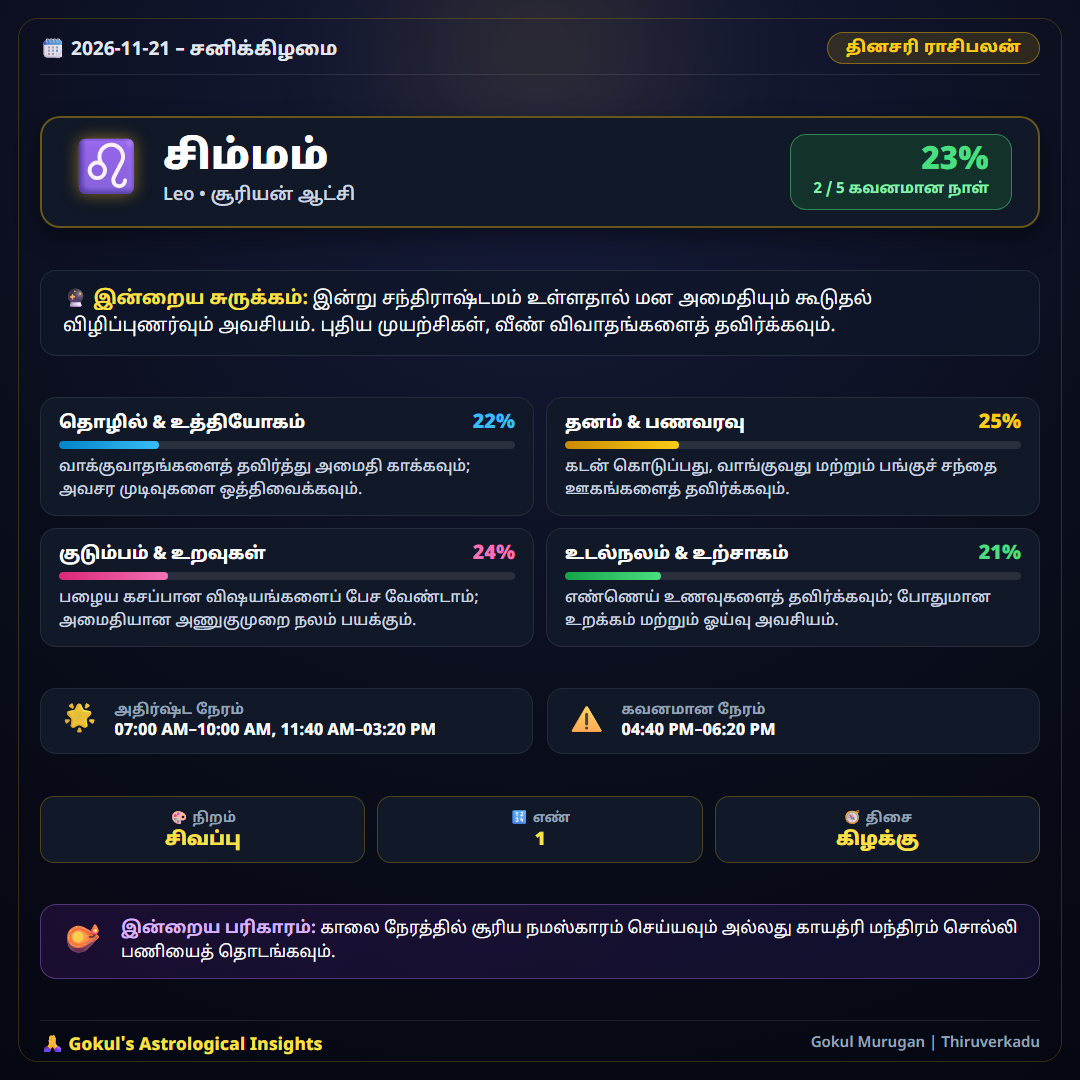 2026-11-21 – சனிக்கிழமை
தினசரி ராசிபலன்
சிம்மம்
Leo • சூரியன் ஆட்சி
23%
2 / 5 கவனமான நாள்
இன்றைய சுருக்கம்: இன்று சந்திராஷ்டமம் உள்ளதால் மன அமைதியும் கூடுதல்
விழிப்புணர்வும் அவசியம். புதிய முயற்சிகள், வீண் விவாதங்களைத் தவிர்க்கவும்.
தொழில் & உத்தியோகம் 22%
வாக்குவாதங்களைத் தவிர்த்து அமைதி காக்கவும்;
அவசர முடிவுகளை ஒத்திவைக்கவும்.
தனம் & பணவரவு 25%
கடன் கொடுப்பது, வாங்குவது மற்றும் பங்குச் சந்தை
ஊகங்களைத் தவிர்க்கவும்.
குடும்பம் & உறவுகள் 24%
பழைய கசப்பான விஷயங்களைப் பேச வேண்டாம்;
அமைதியான அணுகுமுறை நலம் பயக்கும்.
உடல்நலம் & உற்சாகம் 21%
எண்ணெய் உணவுகளைத் தவிர்க்கவும்; போதுமான
உறக்கம் மற்றும் ஓய்வு அவசியம்.
அதிர்ஷ்ட நேரம்
07:00 AM–10:00 AM, 11:40 AM–03:20 PM
கவனமான நேரம்
04:40 PM–06:20 PM
நிறம்
சிவப்பு
எண்
1
திசை
கிழக்கு
இன்றைய பரிகாரம்: காலை நேரத்தில் சூரிய நமஸ்காரம் செய்யவும் அல்லது காயத்ரி மந்திரம் சொல்லி
பணியைத் தொடங்கவும்.
Gokul's Astrological Insights
Gokul Murugan | Thiruverkadu